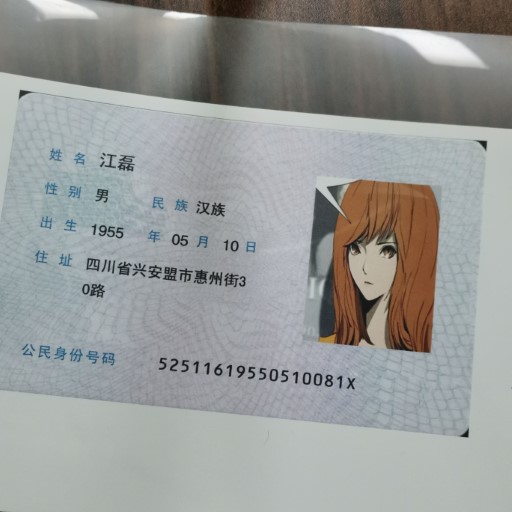 姓名 江磊
性别 男 民族 汉族
出生 1955 年 05 月 10 日
住址 四川省兴安盟市惠州街3
0路
公民身份号码 52511619550510081X